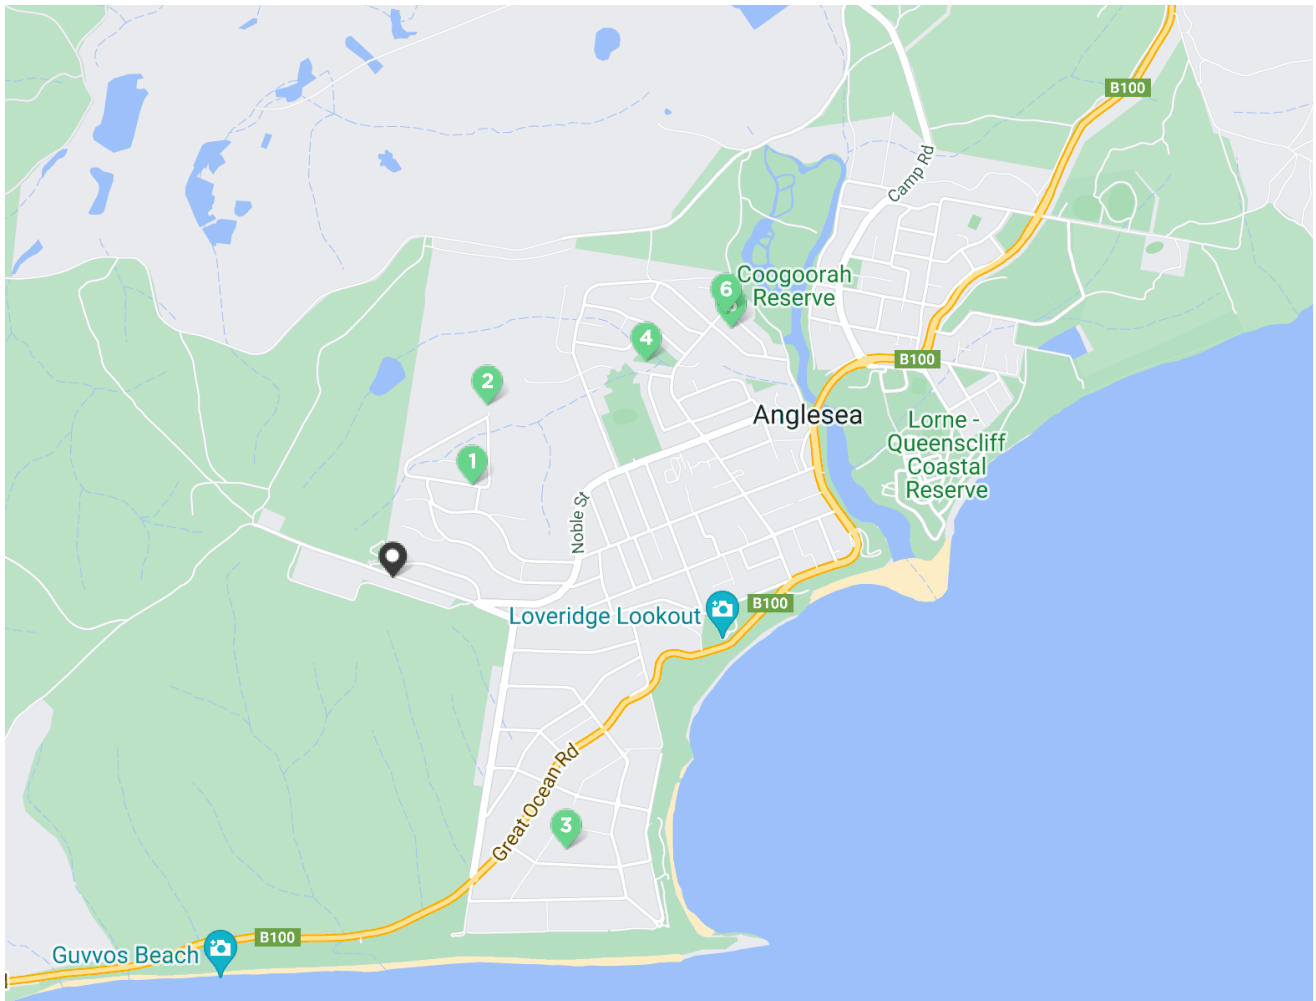 B100
Camp Rd
Coogoorah
Reserve
6
4
B100
2
Anglesea
Lorne -
Queenscliff
Coastal
Reserve
1
Noble St
B100
Loveridge Lookout
Great Ocean Rd
3
B100
Guvvos Beach